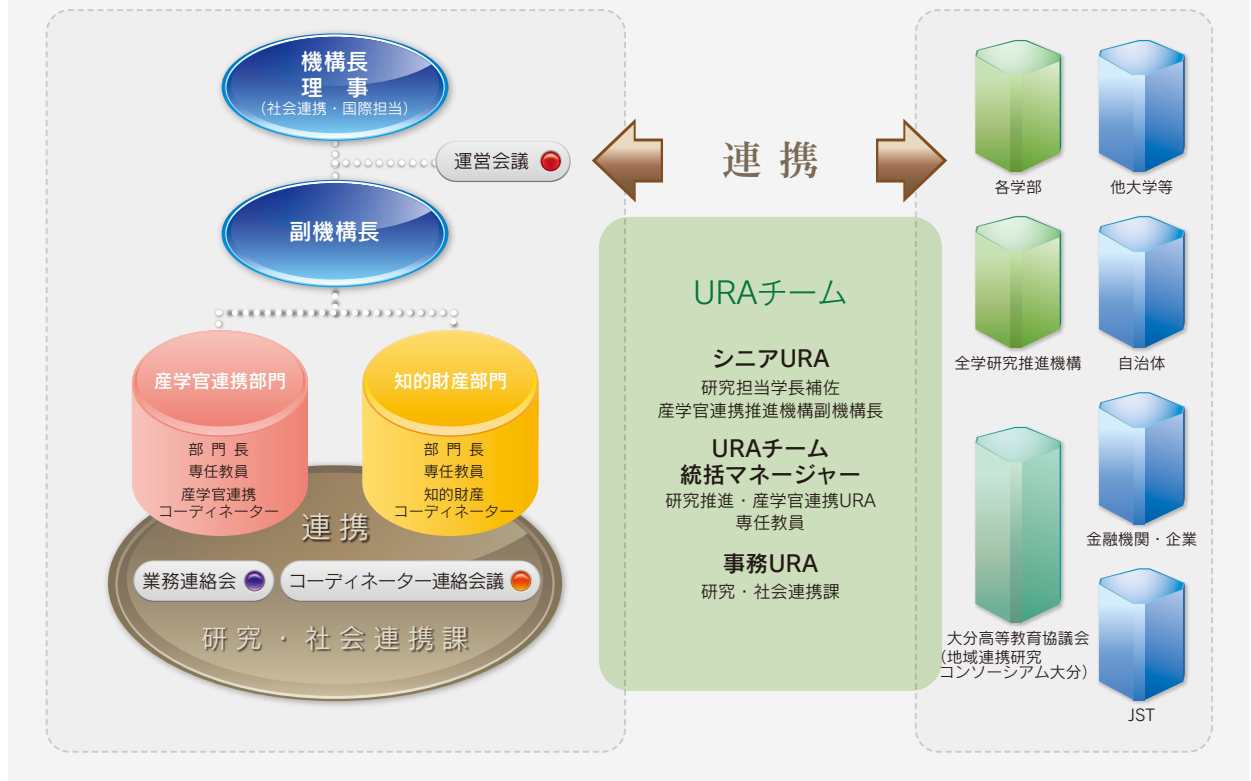 機構長
理　事
（社会連携・国際担当）
運営会議
副機構長
産学官連携部門
部 門 長
専任教員
産学官連携
コーディネーター
知的財産部門
部 門 長
専任教員
知的財産
コーディネーター
連携
業務連絡会
コーディネーター連絡会議
研究・社会連携課
連携
URAチーム
シニアURA
研究担当学長補佐
産学官連携推進機構副機構長
URAチーム
統括マネージャー
研究推進・産学官連携URA
専任教員
事務URA
研究・社会連携課
各学部
他大学等
全学研究推進機構
自治体
金融機関・企業
大分高等教育協議会
（地域連携研究
コンソーシアム大分）
JST